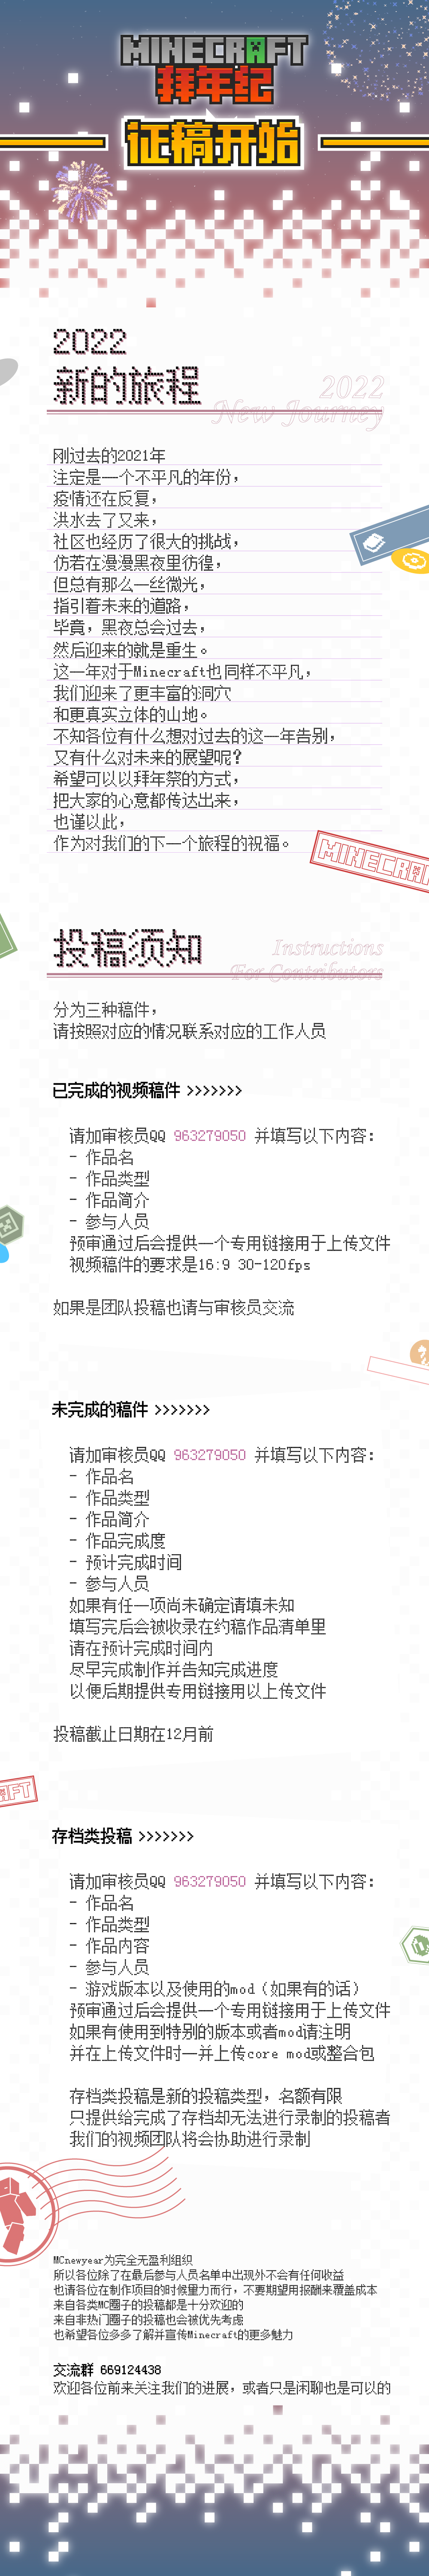 MINECRAFT
拜年纪
征稿开始
2022
新的旅程
2022
New Journey
刚过去的2021年
注定是一个不平凡的年份，
疫情还在反复，
洪水去了又来，
社区也经历了很大的挑战，
仿若在漫漫黑夜里彷徨，
但总有那么一丝微光，
指引着未来的道路，
毕竟，黑夜总会过去，
然后迎来的就是重生。
这一年对于Minecraft也同样不平凡，
我们迎来了更丰富的洞穴
和更真实立体的山地。
不知各位有什么想对过去的这一年告别，
又有什么对未来的展望呢？
希望可以以拜年祭的方式，
把大家的心意都传达出来，
也谨以此，
作为对我们的下一个旅程的祝福。
MINECRA
投稿须知
Instructions
For Contributors
分为三种稿件，
请按照对应的情况联系对应的工作人员
已完成的视频稿件 >>>>>>>
请加审核员QQ 963279050 并填写以下内容：
- 作品名
- 作品类型
- 作品简介
- 参与人员
预审通过后会提供一个专用链接用于上传文件
视频稿件的要求是16:9 30-120fps
如果是团队投稿也请与审核员交流
未完成的稿件 >>>>>>>
请加审核员QQ 963279050 并填写以下内容：
- 作品名
- 作品类型
- 作品简介
- 作品完成度
- 预计完成时间
- 参与人员
如果有任一项尚未确定请填未知
填写完后会被收录在约稿作品清单里
请在预计完成时间内
尽早完成制作并告知完成进度
以便后期提供专用链接用以上传文件
投稿截止日期在12月前
AFT
存档类投稿 >>>>>>>
请加审核员QQ 963279050 并填写以下内容：
- 作品名
- 作品类型
- 作品内容
- 参与人员
- 游戏版本以及使用的mod（如果有的话）
预审通过后会提供一个专用链接用于上传文件
如果有使用到特别的版本或者mod请注明
并在上传文件时一并上传core mod或整合包
存档类投稿是新的投稿类型，名额有限
只提供给完成了存档却无法进行录制的投稿者
我们的视频团队将会协助进行录制
MCnewyear为完全无盈利组织
所以各位除了在最后参与人员名单中出现外不会有任何收益
也请各位在制作项目的时候量力而行，不要期望用报酬来覆盖成本
来自各类MC圈子的投稿都是十分欢迎的
来自非热门圈子的投稿也会被优先考虑
也希望各位多多了解并宣传Minecraft的更多魅力
交流群 669124438
欢迎各位前来关注我们的进展，或者只是闲聊也是可以的